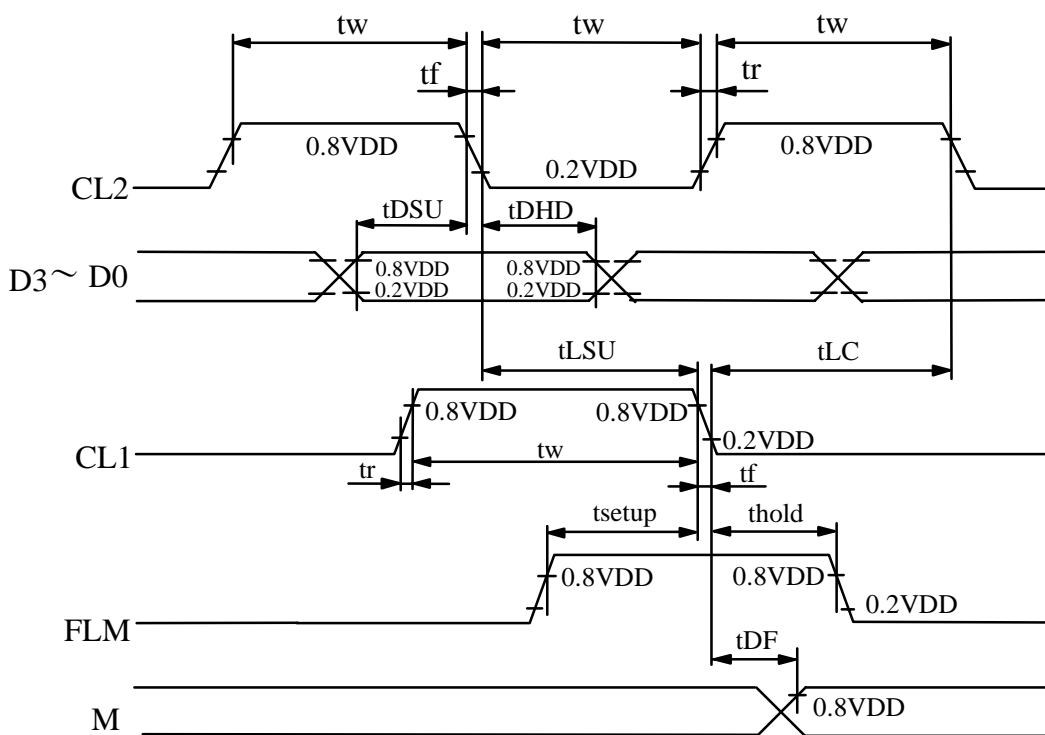 tw tw tw
tf tr
0.8VDD 0.2VDD 0.8VDD
CL2
tDSU tDHD
D3～ D0
0.8VDD 0.8VDD
0.2VDD 0.2VDD
tLSU tLC
0.8VDD 0.8VDD
0.2VDD
CL1
tr tw tf
tsetup thold
0.8VDD 0.8VDD
0.2VDD
FLM
tDF
0.8VDD
M